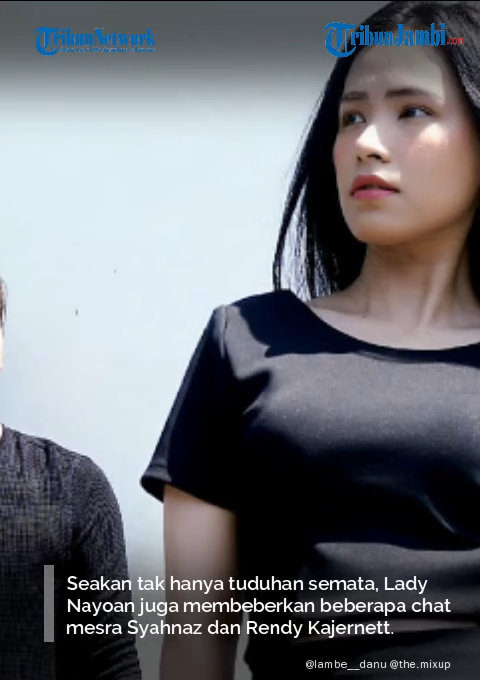 TribunNetwork
TribunJambi.com
Seakan tak hanya tuduhan semata, Lady
Nayoan juga membeberkan beberapa chat
mesra Syahnaz dan Rendy Kajernett.
@lambe__danu @the.mixup